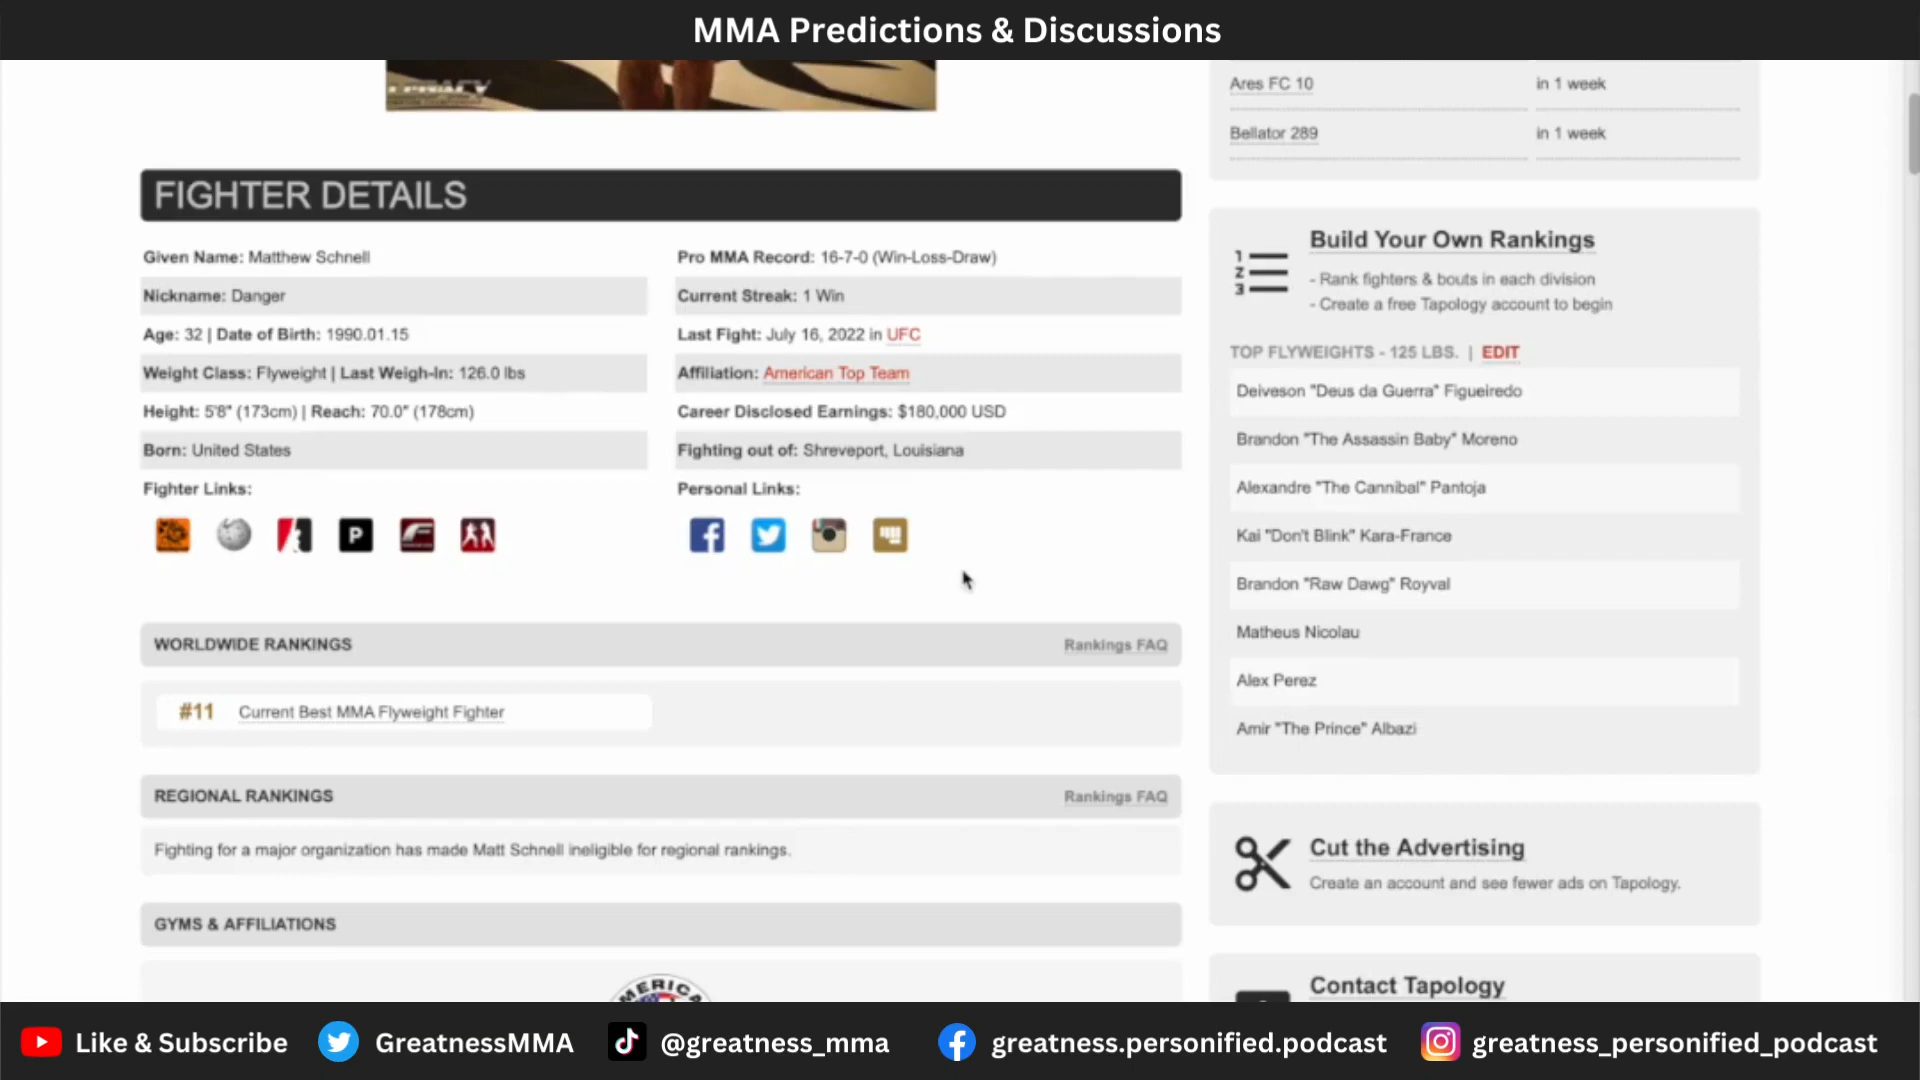 MMA Predictions & Discussions
LEGACY
Ares FC 10 in 1 week
Bellator 289 in 1 week
FIGHTER DETAILS
Given Name: Matthew Schnell
Pro MMA Record: 16-7-0 (Win-Loss-Draw)
Nickname: Danger
Current Streak: 1 Win
Age: 32 | Date of Birth: 1990.01.15
Last Fight: July 16, 2022 in UFC
Weight Class: Flyweight | Last Weigh-In: 126.0 lbs
Affiliation: American Top Team
Height: 5'8" (173cm) | Reach: 70.0" (178cm)
Career Disclosed Earnings: $180,000 USD
Born: United States
Fighting out of: Shreveport, Louisiana
Fighter Links:
Personal Links:
P
WORLDWIDE RANKINGS
Rankings FAQ
#11 Current Best MMA Flyweight Fighter
REGIONAL RANKINGS
Rankings FAQ
Fighting for a major organization has made Matt Schnell ineligible for regional rankings.
GYMS & AFFILIATIONS
AMERICA
1
2
3
Build Your Own Rankings
- Rank fighters & bouts in each division
- Create a free Tapology account to begin
TOP FLYWEIGHTS - 125 LBS. | EDIT
Deiveson "Deus da Guerra" Figueiredo
Brandon "The Assassin Baby" Moreno
Alexandre "The Cannibal" Pantoja
Kai "Don't Blink" Kara-France
Brandon "Raw Dawg" Royval
Matheus Nicolau
Alex Perez
Amir "The Prince" Albazi
Cut the Advertising
Create an account and see fewer ads on Tapology.
Contact Tapology
Like & Subscribe
GreatnessMMA
@greatness_mma
greatness.personified.podcast
greatness_personified_podcast